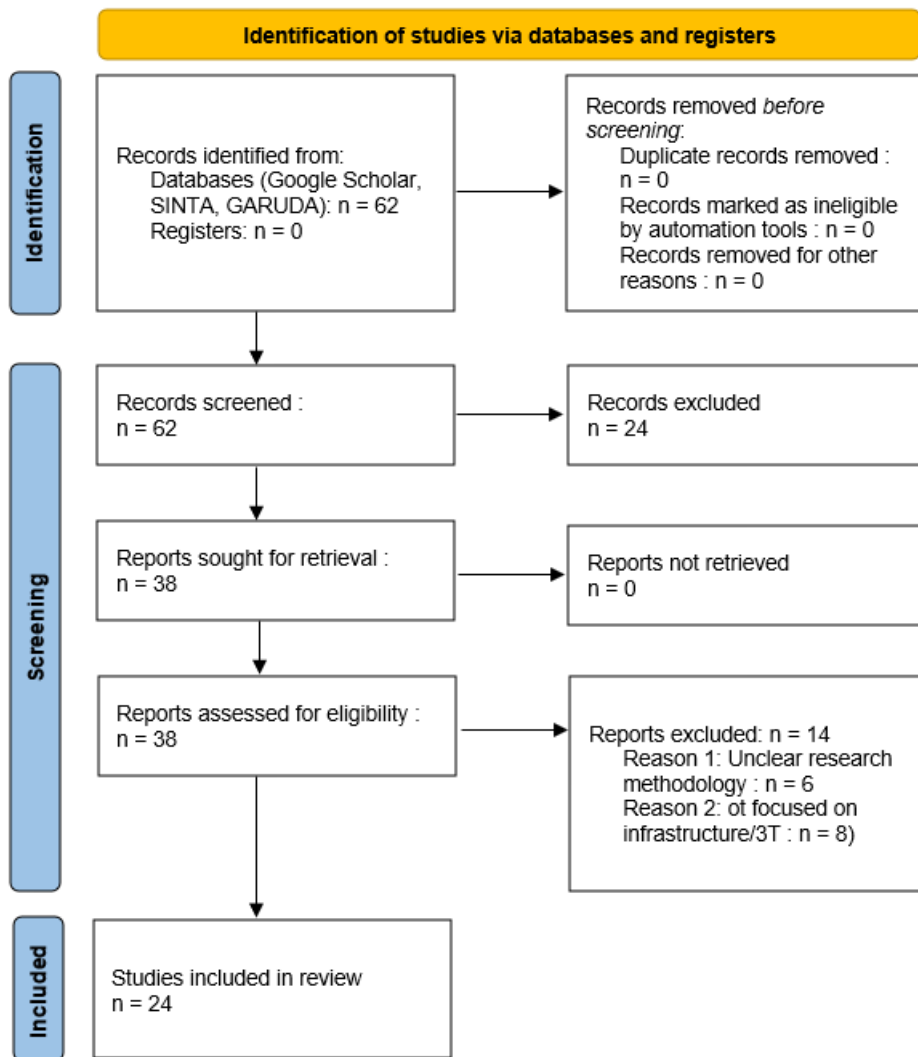 Identification of studies via databases and registers
Identification
Records identified from:
Databases (Google Scholar,
SINTA, GARUDA): n = 62
Registers: n = 0
Records removed before
screening:
Duplicate records removed :
n = 0
Records marked as ineligible
by automation tools : n = 0
Records removed for other
reasons : n = 0
Screening
Records screened :
n = 62
Records excluded
n = 24
Reports sought for retrieval :
n = 38
Reports not retrieved
n = 0
Reports assessed for eligibility :
n = 38
Reports excluded: n = 14
Reason 1: Unclear research
methodology : n = 6
Reason 2: ot focused on
infrastructure/3T : n = 8)
Included
Studies included in review
n = 24